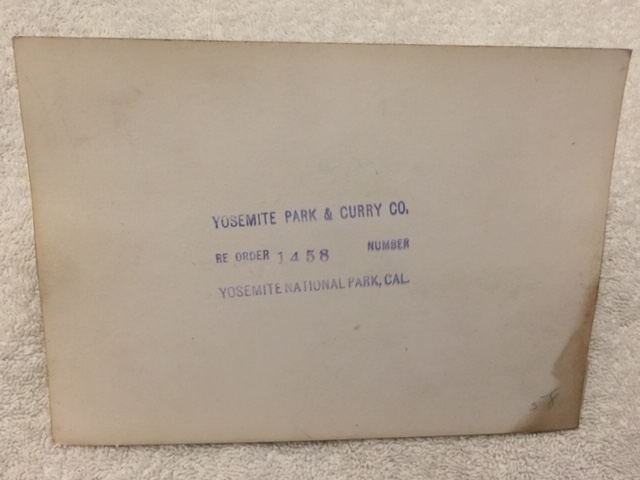 YOSEMITE PARK & CURRY CO.
RE ORDER 1458 NUMBER
YOSEMITE NATIONAL PARK, CAL.